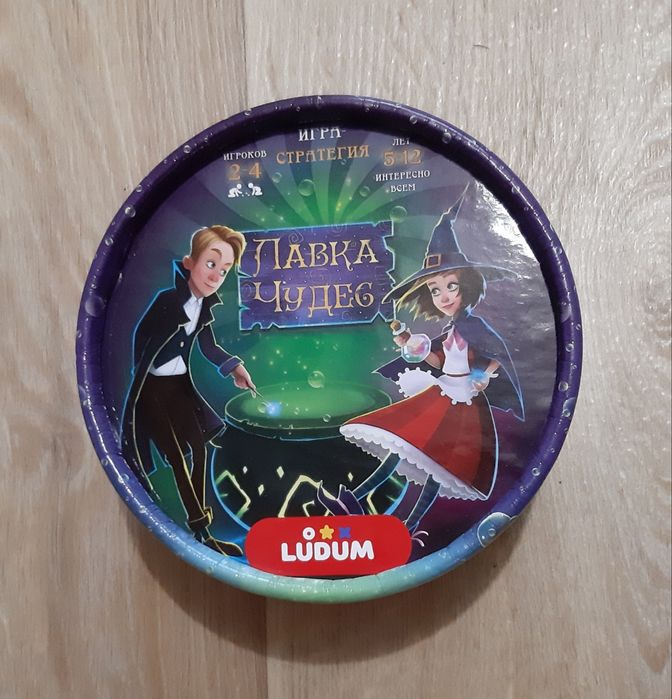 ИГРА-
СТРАТЕГИЯ
ИГРОКОВ
2-4
ЛЕТ
5-12
ИНТЕРЕСНО
ВСЕМ
ЛАВКА
ЧУДЕС
LUDUM